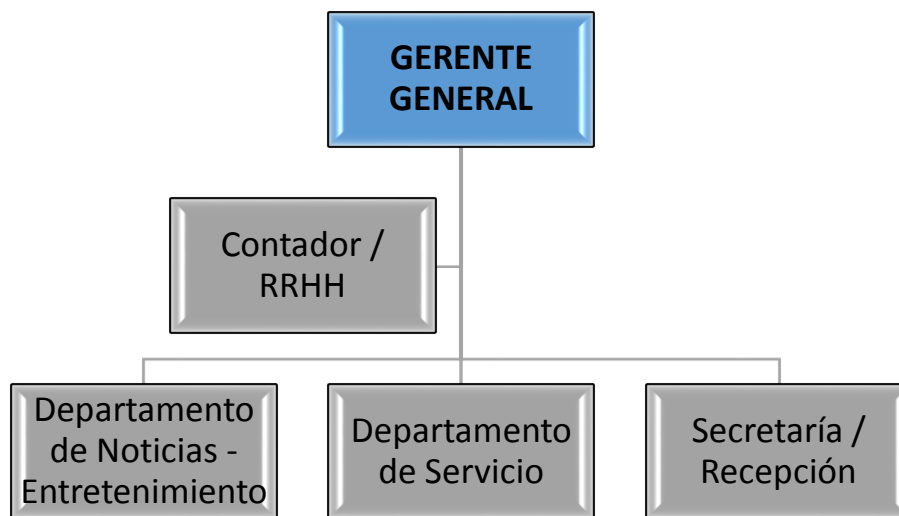 GERENTE
GENERAL
Contador /
RRHH
Departamento
de Noticias -
Entretenimiento
Departamento
de Servicio
Secretaría /
Recepción